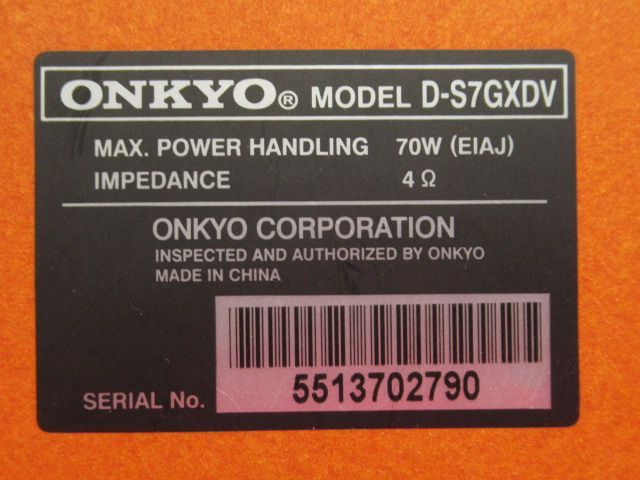 ONKYO® MODEL D-S7GXDV
MAX. POWER HANDLING 70W (EIAJ)
IMPEDANCE 4 Ω
ONKYO CORPORATION
INSPECTED AND AUTHORIZED BY ONKYO
MADE IN CHINA
SERIAL No. 5513702790